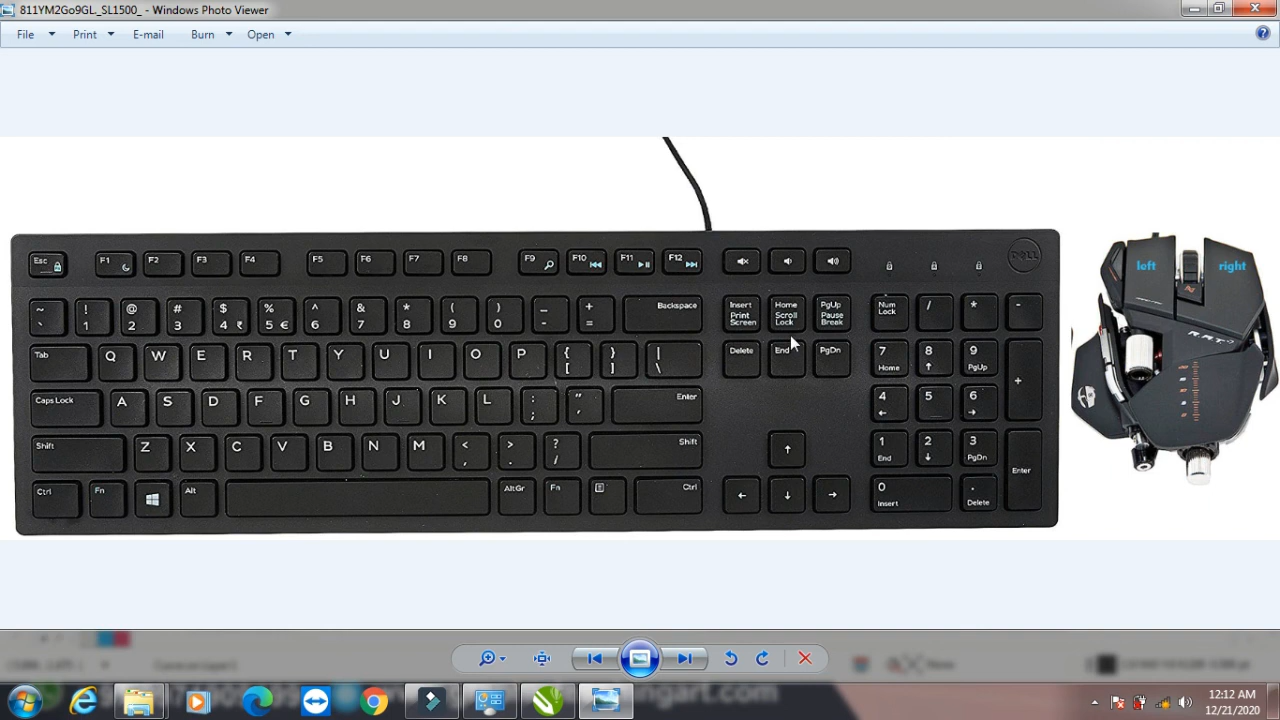 811YM2Go9GL._SL1500_ - Windows Photo Viewer
File Print E-mail Burn Open
Esc F1 F2 F3 F4 F5 F6 F7 F8 F9 F10 F11 F12 DELL
~ ! @ # $ % ^ & * ( ) _ + Backspace Insert Home PgUp Num / * -
` 1 2 3 4 ₹ 5 € 6 7 8 9 0 - = Print Screen Scroll Lock Pause Break Lock
Tab Q W E R T Y U I O P { [ } ] | \ Delete End PgDn 7 Home 8 ↑ 9 PgUp +
Caps Lock A S D F G H J K L : ; " ' Enter 4 ← 5 6 →
Shift Z X C V B N M < , > . ? / Shift ↑ 1 End 2 ↓ 3 PgDn Enter
Ctrl Fn Alt AltGr Fn Ctrl ← ↓ → 0 Insert . Delete
left right
R.A.T 7
12:12 AM
12/21/2020